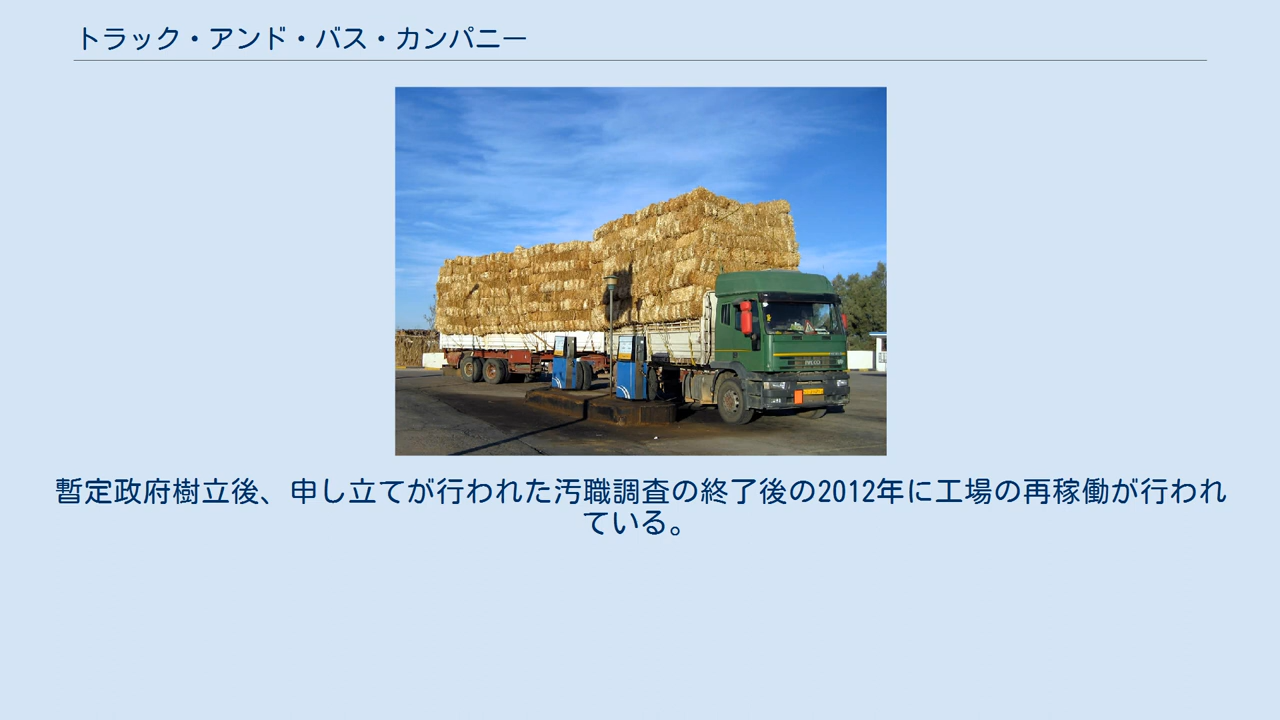 トラック・アンド・バス・カンパニー
暫定政府樹立後、申し立てが行われた汚職調査の終了後の2012年に工場の再稼働が行われ
ている。